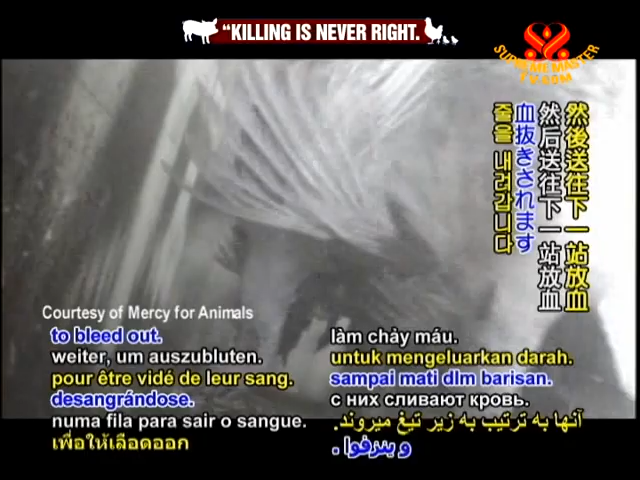 "KILLING IS NEVER RIGHT.
SUPREME MASTER
TV.COM
然後送往下一站放血
然后送往下一站放血
血抜きされます
줄을 내려갑니다
Courtesy of Mercy for Animals
to bleed out.
weiter, um auszubluten.
pour être vidé de leur sang.
desangrándose.
numa fila para sair o sangue.
เพื่อให้เลือดออก
làm chảy máu.
untuk mengeluarkan darah.
sampai mati dlm barisan.
с них сливают кровь.
آنها به ترتیب به زیر تیغ میروند.
و ينزفوا .